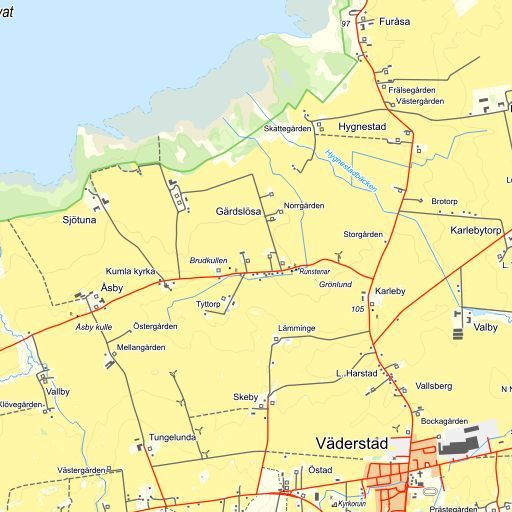 vat
97
Furåsa
Frälsegården
Västergården
Skattegården
Hygnestad
Hygnestadbäcken
Brotorp
Norrgården
Gärdslösa
Sjötuna
Storgården
Karlebytorp
Brudkullen
Kumla kyrka
Runstenar
L
Åsby
Grönlund
Karleby
Tyttorp
105
Åsby kulle
Östergården
Lämminge
Valby
Mellangården
L. Harstad
Vallby
Vallsberg
N N
Skeby
Klövegården
Bockagården
Tungelunda
Väderstad
Västergården
Östad
Kyrkoruin
Prästegården